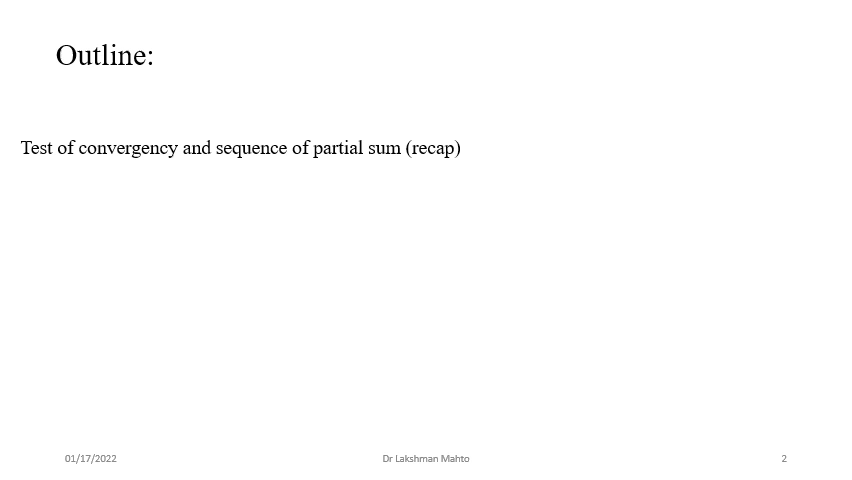 Outline:
Test of convergency and sequence of partial sum (recap)
01/17/2022
Dr Lakshman Mahto
2